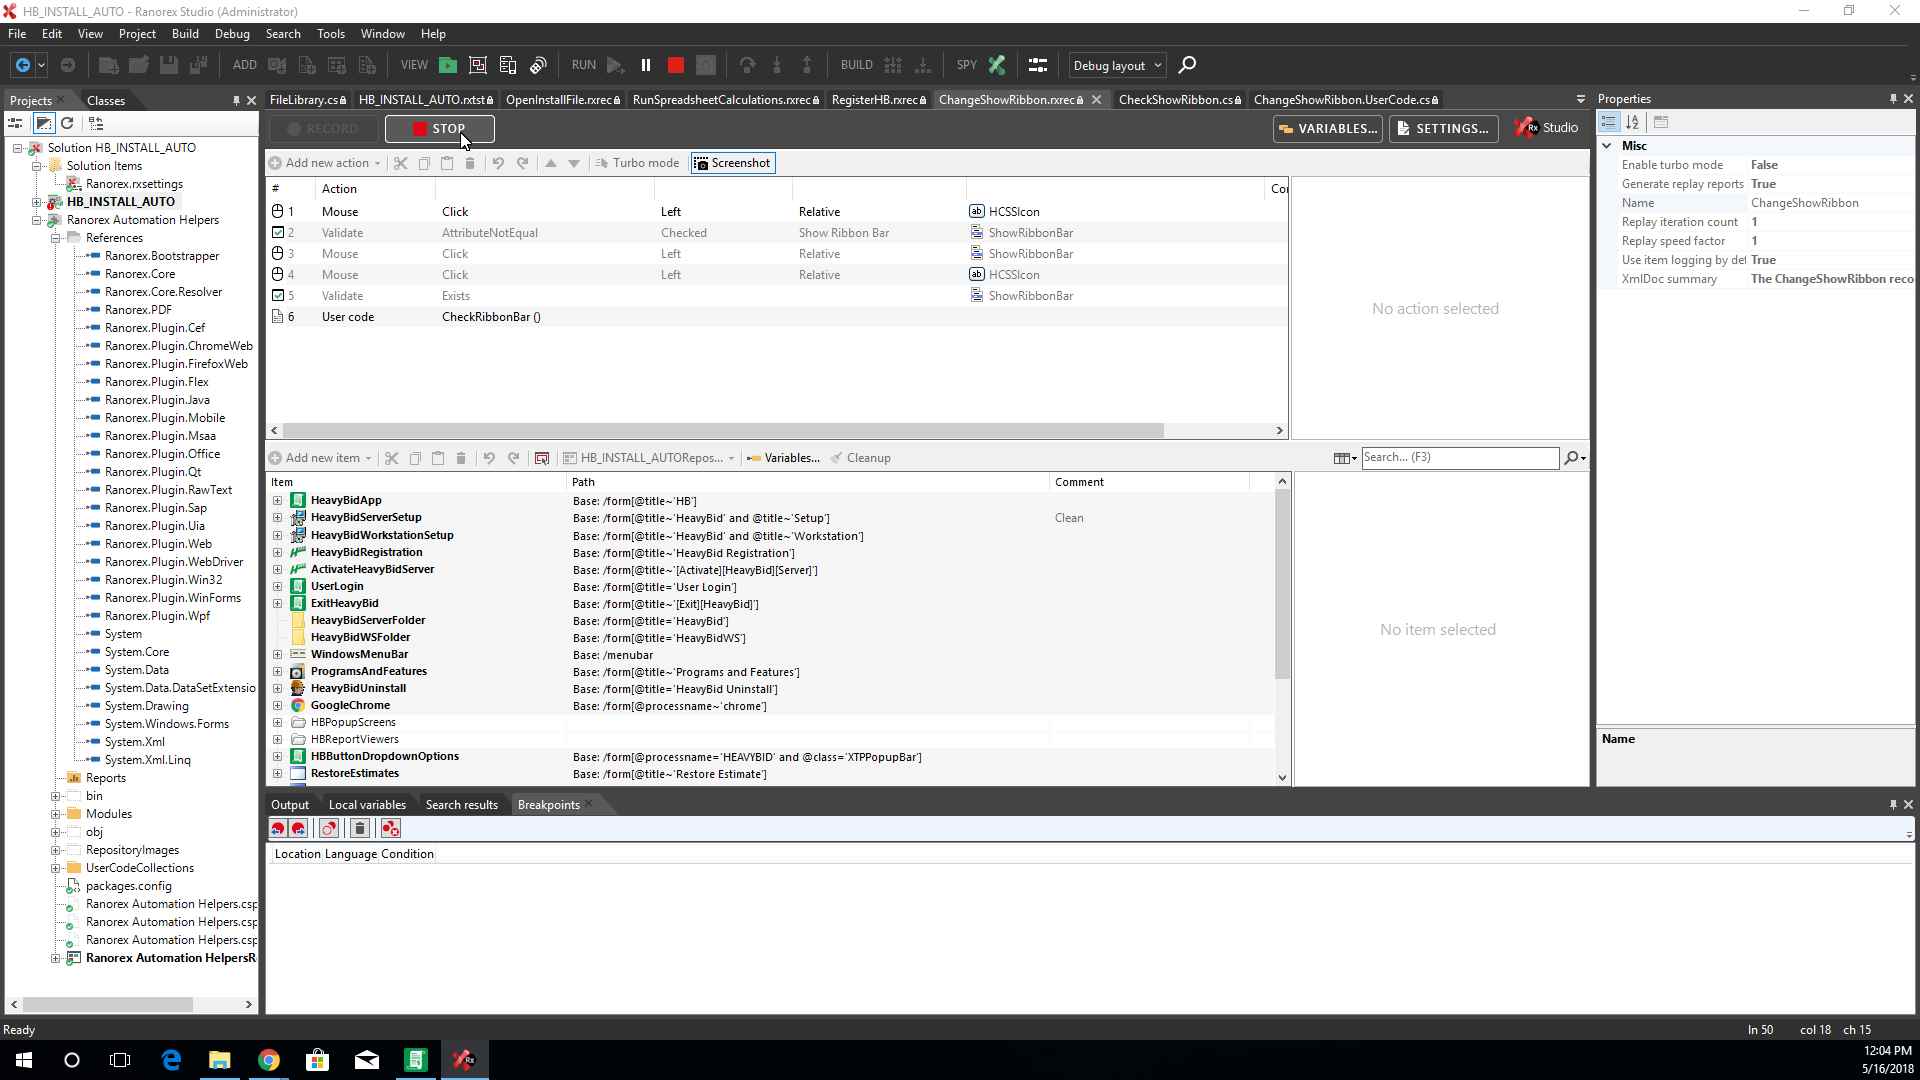 HB_INSTALL_AUTO - Ranorex Studio (Administrator)
File Edit View Project Build Debug Search Tools Window Help
ADD VIEW RUN BUILD SPY Debug layout
Projects Classes
FileLibrary.cs HB_INSTALL_AUTO.rxtst OpenInstallFile.rxrec RunSpreadsheetCalculations.rxrec RegisterHB.rxrec ChangeShowRibbon.rxrec CheckShowRibbon.cs ChangeShowRibbon.UserCode.cs
Properties
RECORD STOP VARIABLES... SETTINGS... Rx Studio
Add new action Turbo mode Screenshot
# Action Co
1 Mouse Click Left Relative HCSSIcon
2 Validate AttributeNotEqual Checked Show Ribbon Bar ShowRibbonBar
3 Mouse Click Left Relative ShowRibbonBar
4 Mouse Click Left Relative HCSSIcon
5 Validate Exists ShowRibbonBar
6 User code CheckRibbonBar ()
No action selected
Solution HB_INSTALL_AUTO
Solution Items
Ranorex.rxsettings
HB_INSTALL_AUTO
Ranorex Automation Helpers
References
Ranorex.Bootstrapper
Ranorex.Core
Ranorex.Core.Resolver
Ranorex.PDF
Ranorex.Plugin.Cef
Ranorex.Plugin.ChromeWeb
Ranorex.Plugin.FirefoxWeb
Ranorex.Plugin.Flex
Ranorex.Plugin.Java
Ranorex.Plugin.Mobile
Ranorex.Plugin.Msaa
Ranorex.Plugin.Office
Ranorex.Plugin.Qt
Ranorex.Plugin.RawText
Ranorex.Plugin.Sap
Ranorex.Plugin.Uia
Ranorex.Plugin.Web
Ranorex.Plugin.WebDriver
Ranorex.Plugin.Win32
Ranorex.Plugin.WinForms
Ranorex.Plugin.Wpf
System
System.Core
System.Data
System.Data.DataSetExtensio
System.Drawing
System.Windows.Forms
System.Xml
System.Xml.Linq
Reports
bin
Modules
obj
RepositoryImages
UserCodeCollections
packages.config
Ranorex Automation Helpers.csp
Ranorex Automation Helpers.csp
Ranorex Automation Helpers.csp
Ranorex Automation HelpersR
Add new item HB_INSTALL_AUTORepos... Variables... Cleanup Search... (F3)
Item Path Comment
HeavyBidApp Base: /form[@title~'HB']
HeavyBidServerSetup Base: /form[@title~'HeavyBid' and @title~'Setup'] Clean
HeavyBidWorkstationSetup Base: /form[@title~'HeavyBid' and @title~'Workstation']
HeavyBidRegistration Base: /form[@title~'HeavyBid Registration']
ActivateHeavyBidServer Base: /form[@title~'[Activate][HeavyBid][Server]']
UserLogin Base: /form[@title='User Login']
ExitHeavyBid Base: /form[@title~'[Exit][HeavyBid]']
HeavyBidServerFolder Base: /form[@title='HeavyBid']
HeavyBidWSFolder Base: /form[@title='HeavyBidWS']
WindowsMenuBar Base: /menubar
ProgramsAndFeatures Base: /form[@title~'Programs and Features']
HeavyBidUninstall Base: /form[@title='HeavyBid Uninstall']
GoogleChrome Base: /form[@processname~'chrome']
HBPopupScreens
HBReportViewers
HBButtonDropdownOptions Base: /form[@processname='HEAVYBID' and @class='XTPPopupBar']
RestoreEstimates Base: /form[@title~'Restore Estimate']
No item selected
Misc
Enable turbo mode False
Generate replay reports True
Name ChangeShowRibbon
Replay iteration count 1
Replay speed factor 1
Use item logging by det True
XmlDoc summary The ChangeShowRibbon reco
Name
Output Local variables Search results Breakpoints
Location Language Condition
Ready ln 50 col 18 ch 15
12:04 PM
5/16/2018